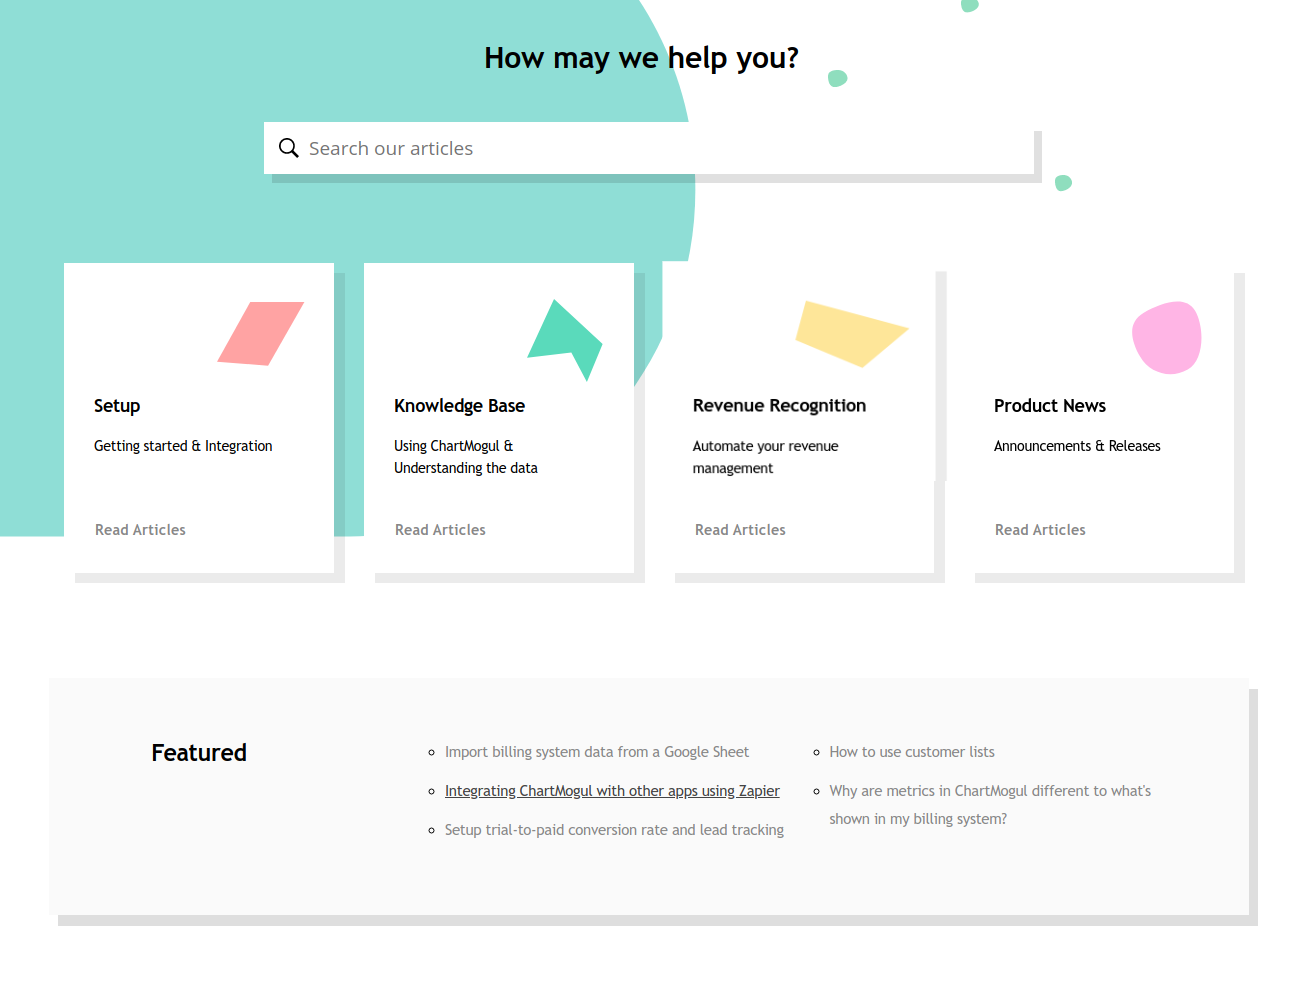 How may we help you?
Search our articles
Setup
Getting started & Integration
Read Articles
Knowledge Base
Using ChartMogul &
Understanding the data
Read Articles
Revenue Recognition
Automate your revenue
management
Read Articles
Product News
Announcements & Releases
Read Articles
Featured
Import billing system data from a Google Sheet
Integrating ChartMogul with other apps using Zapier
Setup trial-to-paid conversion rate and lead tracking
How to use customer lists
Why are metrics in ChartMogul different to what's
shown in my billing system?